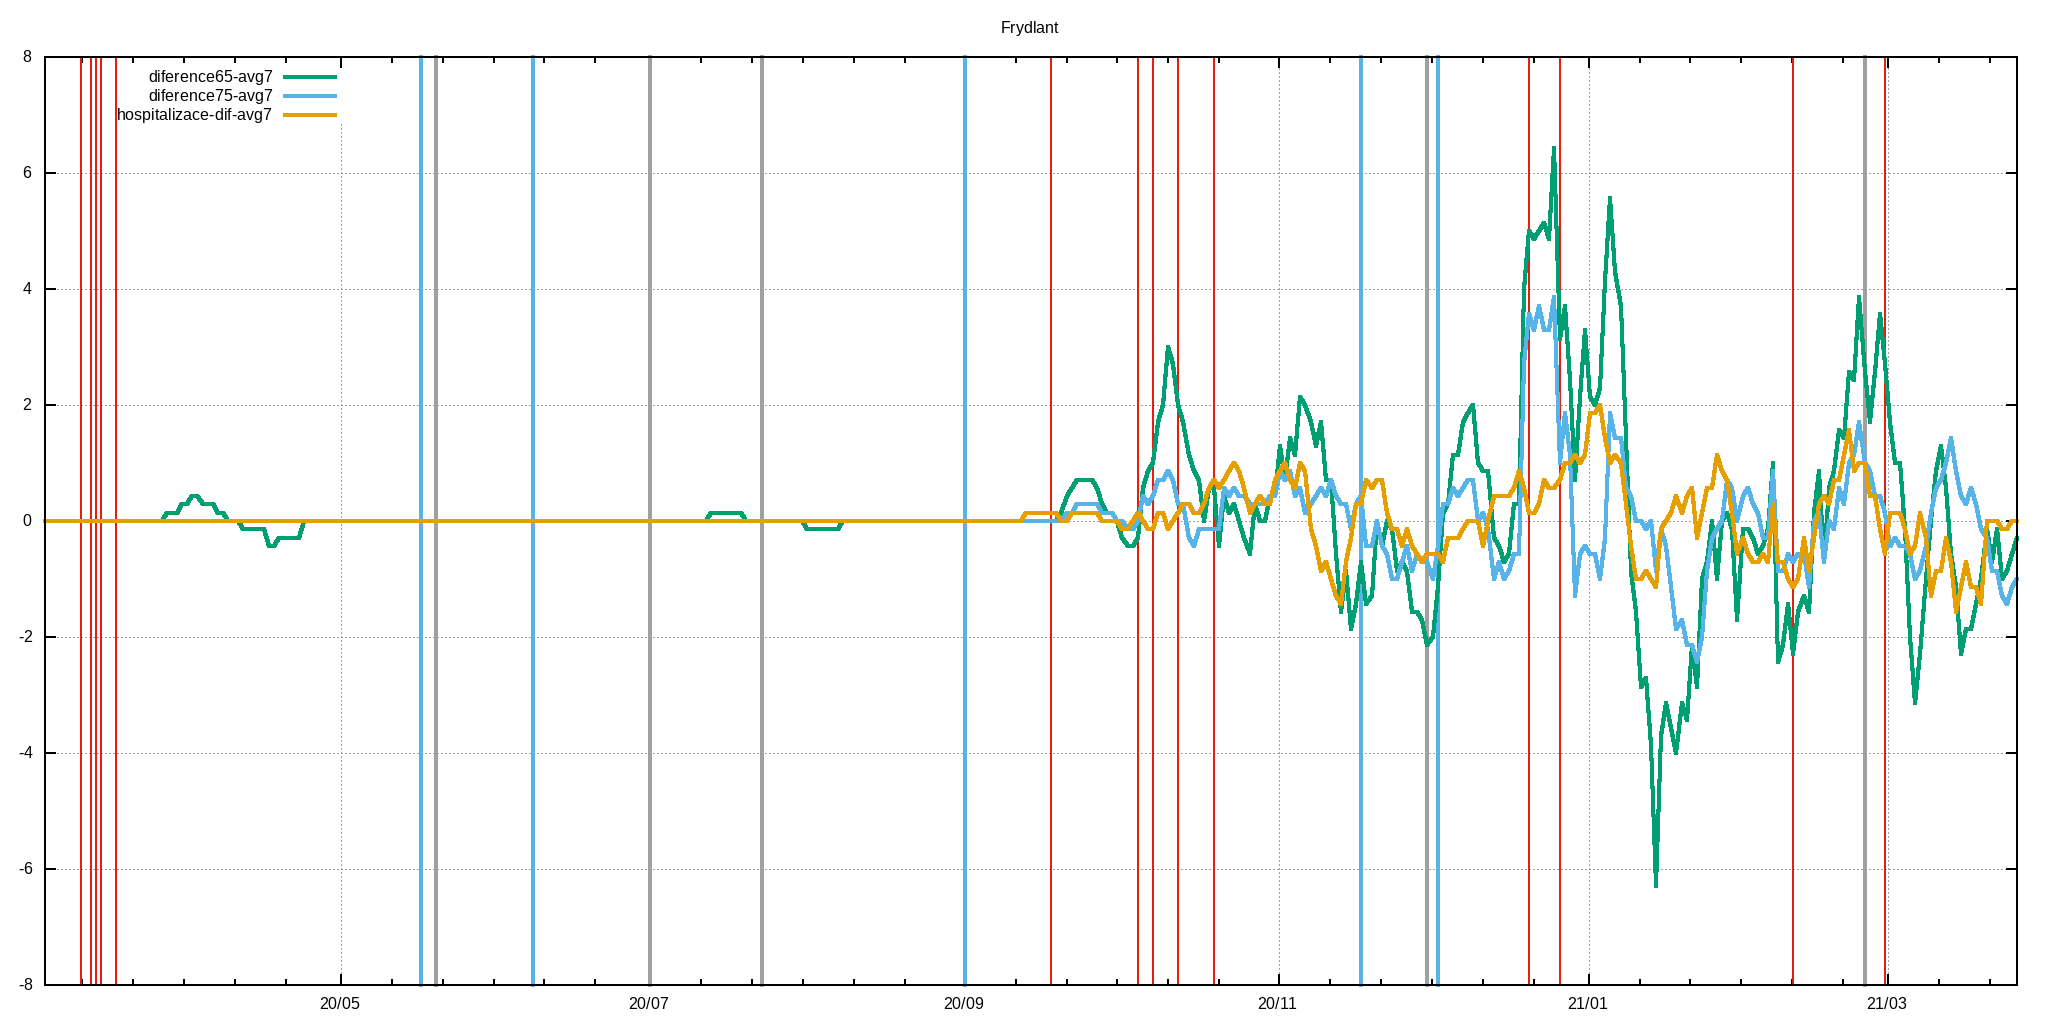 Frydlant
diference65-avg7
diference75-avg7
hospitalizace-dif-avg7
8
6
4
2
0
-2
-4
-6
-8
20/05 20/07 20/09 20/11 21/01 21/03